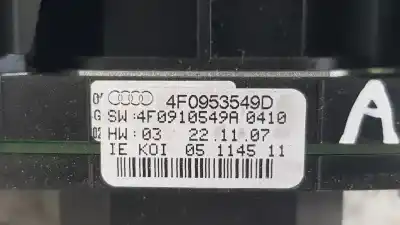 4F0953549D
SW:4F0910549A 0410
HW: 03 22.11.07
IE KOI 05 1145 11
A